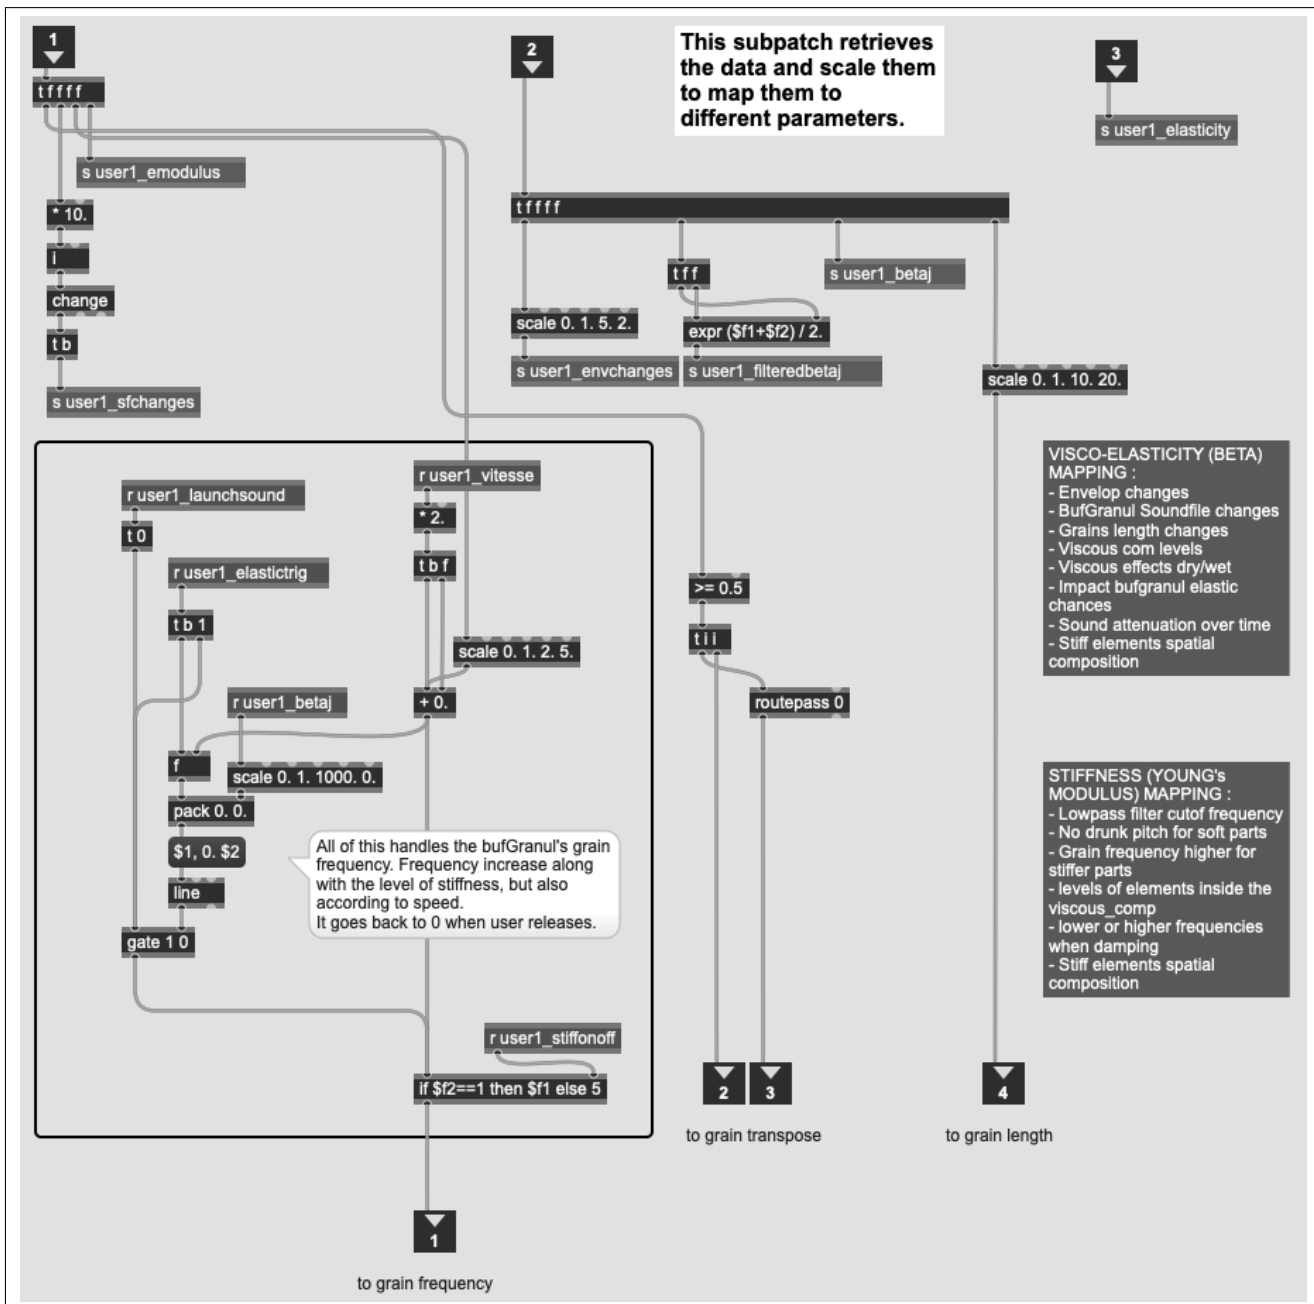 1
t f f f f
s user1_emodulus
* 10.
i
change
t b
s user1_sfchanges
2
This subpatch retrieves
the data and scale them
to map them to
different parameters.
3
s user1_elasticity
t f f f f
t f f
s user1_betaj
scale 0. 1. 5. 2.
expr ($f1+$f2) / 2.
s user1_envchanges
s user1_filteredbetaj
scale 0. 1. 10. 20.
r user1_launchsound
t 0
r user1_elastictrig
t b 1
r user1_vitesse
* 2.
t b f
scale 0. 1. 2. 5.
r user1_betaj
+ 0.
f
scale 0. 1. 1000. 0.
pack 0. 0.
$1, 0. $2
line
gate 1 0
All of this handles the bufGranul's grain
frequency. Frequency increase along
with the level of stiffness, but also
according to speed.
It goes back to 0 when user releases.
r user1_stiffonoff
if $f2==1 then $f1 else 5
1
to grain frequency
>= 0.5
t i i
routepass 0
2
3
to grain transpose
4
to grain length
VISCO-ELASTICITY (BETA)
MAPPING :
- Envelop changes
- BufGranul Soundfile changes
- Grains length changes
- Viscous com levels
- Viscous effects dry/wet
- Impact bufgranul elastic
chances
- Sound attenuation over time
- Stiff elements spatial
composition
STIFFNESS (YOUNG's
MODULUS) MAPPING :
- Lowpass filter cutof frequency
- No drunk pitch for soft parts
- Grain frequency higher for
stiffer parts
- levels of elements inside the
viscous_comp
- lower or higher frequencies
when damping
- Stiff elements spatial
composition